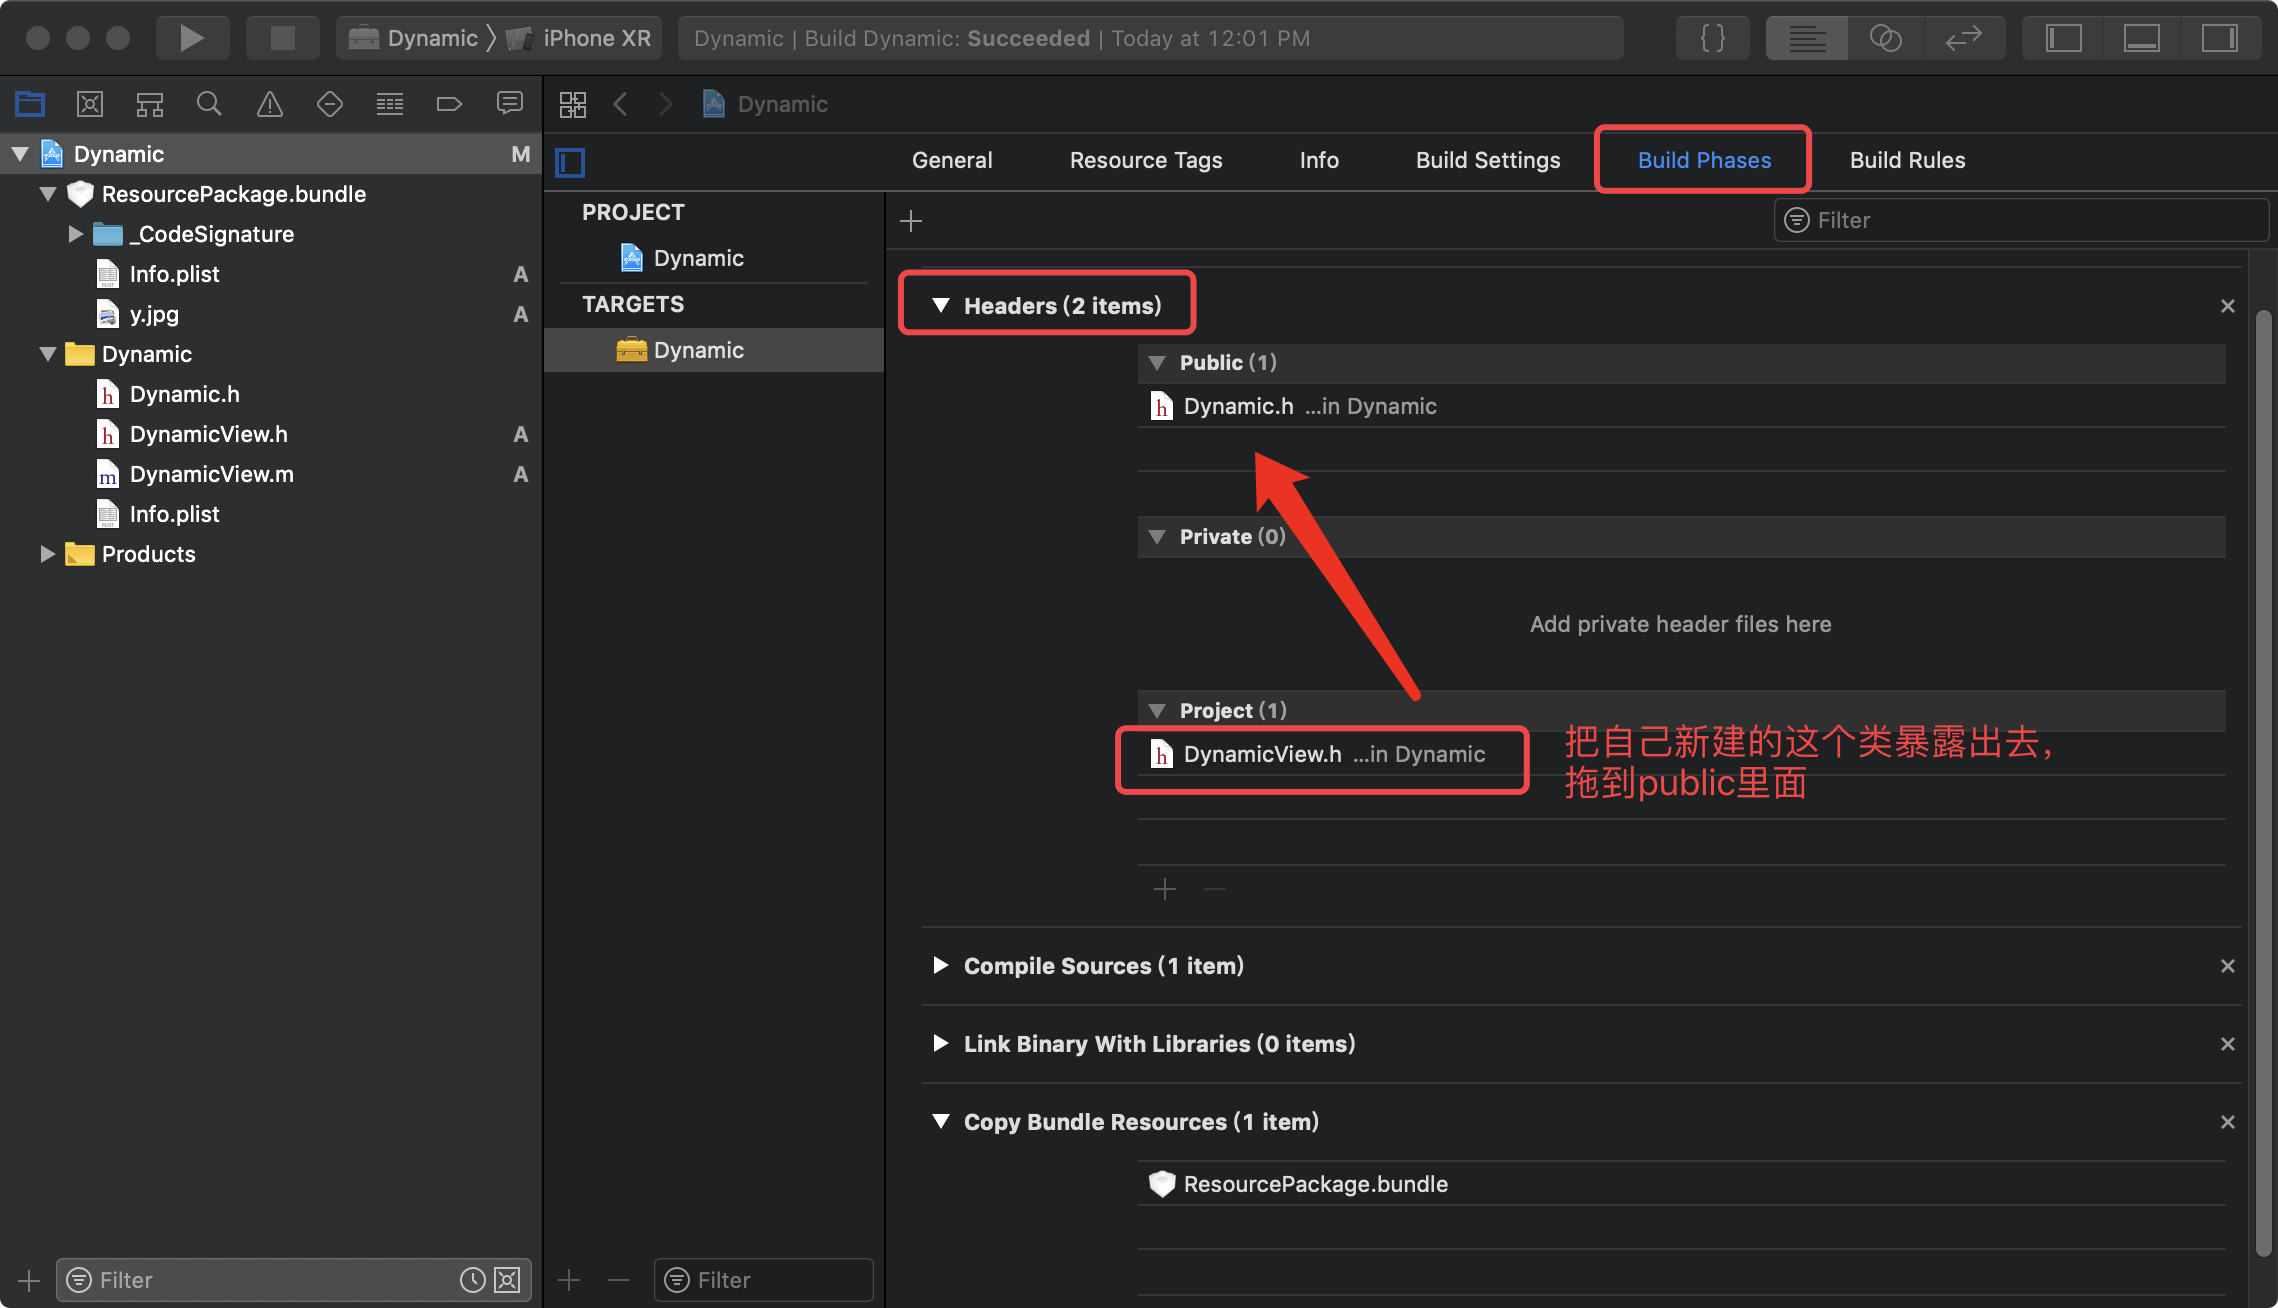 Dynamic 〉 iPhone XR
Dynamic | Build Dynamic: Succeeded | Today at 12:01 PM
{ }
Dynamic
Dynamic M
ResourcePackage.bundle
_CodeSignature
Info.plist A
y.jpg A
Dynamic
h Dynamic.h
h DynamicView.h A
m DynamicView.m A
Info.plist
Products
Filter
General Resource Tags Info Build Settings Build Phases Build Rules
PROJECT
Dynamic
TARGETS
Dynamic
Filter
Filter
Headers (2 items)
Public (1)
h Dynamic.h ...in Dynamic
Private (0)
Add private header files here
Project (1)
h DynamicView.h ...in Dynamic
把自己新建的这个类暴露出去，
拖到public里面
Compile Sources (1 item)
Link Binary With Libraries (0 items)
Copy Bundle Resources (1 item)
ResourcePackage.bundle